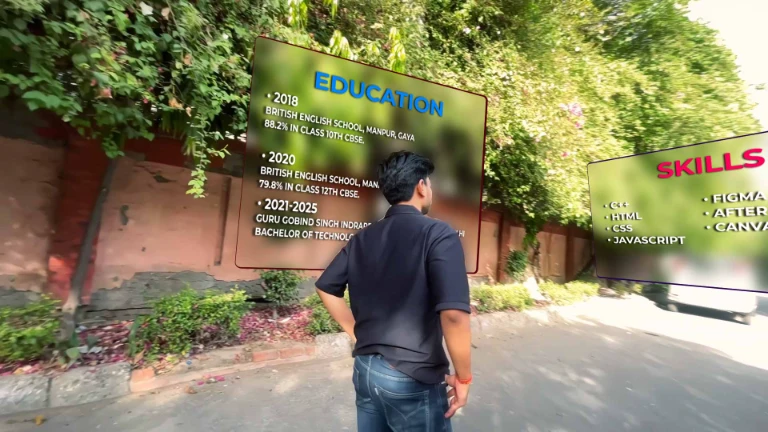 EDUCATION
• 2018
BRITISH ENGLISH SCHOOL, MANPUR, GAYA
88.2% IN CLASS 10TH CBSE.
• 2020
BRITISH ENGLISH SCHOOL, MAN
79.8% IN CLASS 12TH CBSE.
• 2021-2025
GURU GOBIND SINGH INDRAPR
BACHELOR OF TECHNOLO HI
SKILLS
• C++
• HTML
• CSS
• JAVASCRIPT
• FIGMA
• AFTER
• CANVA